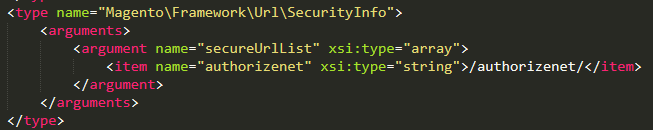 <type name="Magento\Framework\Url\SecurityInfo">
    <arguments>
        <argument name="secureUrlList" xsi:type="array">
            <item name="authorizenet" xsi:type="string">/authorizenet/</item>
        </argument>
    </arguments>
</type>